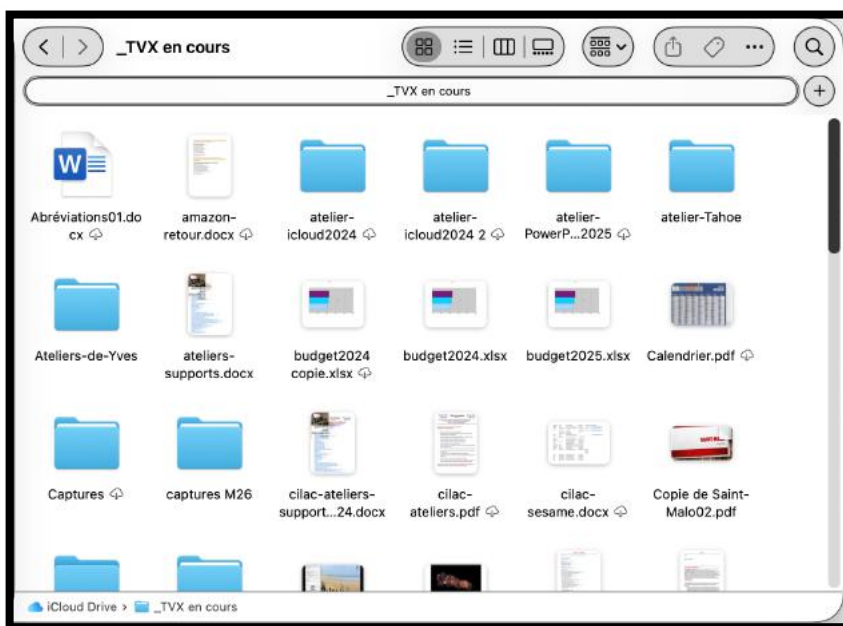 _TVX en cours
_TVX en cours
W
Abréviations01.do
cx
amazon-
retour.docx
atelier-
icloud2024
atelier-
icloud2024 2
atelier-
PowerP...2025
atelier-Tahoe
Ateliers-de-Yves
ateliers-
supports.docx
budget2024
copie.xlsx
budget2024.xlsx
budget2025.xlsx
Calendrier.pdf
Captures
captures M26
cilac-ateliers-
support...24.docx
cilac-
ateliers.pdf
cilac-
sesame.docx
Copie de Saint-
Malo02.pdf
iCloud Drive › _TVX en cours